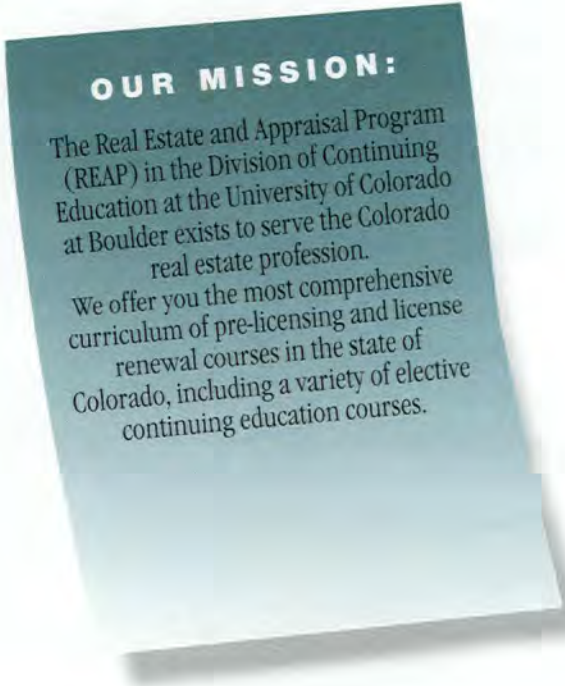 OUR MISSION:
The Real Estate and Appraisal Program
(REAP) in the Division of Continuing
Education at the University of Colorado
at Boulder exists to serve the Colorado
real estate profession.
We offer you the most comprehensive
curriculum of pre-licensing and license
renewal courses in the state of
Colorado, including a variety of elective
continuing education courses.